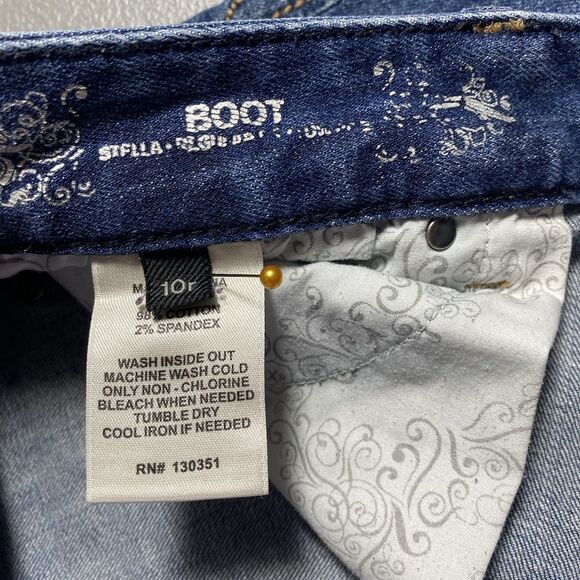 BOOT
STELLA •
10r
98% COTTON
2% SPANDEX
WASH INSIDE OUT
MACHINE WASH COLD
ONLY NON - CHLORINE
BLEACH WHEN NEEDED
TUMBLE DRY
COOL IRON IF NEEDED
RN# 130351